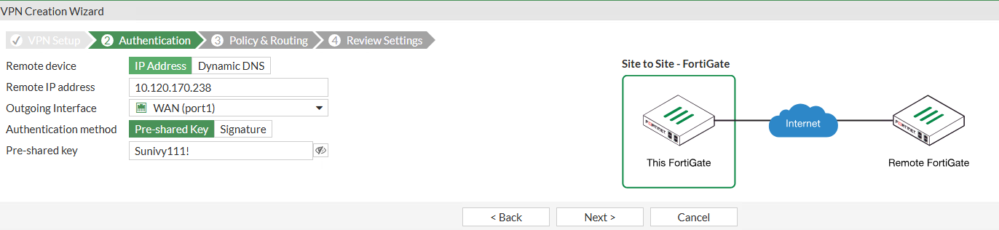 VPN Creation Wizard
✓ VPN Setup 2 Authentication 3 Policy & Routing 4 Review Settings
Remote device IP Address Dynamic DNS
Remote IP address 10.120.170.238
Outgoing Interface WAN (port1)
Authentication method Pre-shared Key Signature
Pre-shared key Sunivy111!
Site to Site - FortiGate
FORTINET
Internet
FORTINET
This FortiGate
Remote FortiGate
< Back Next > Cancel